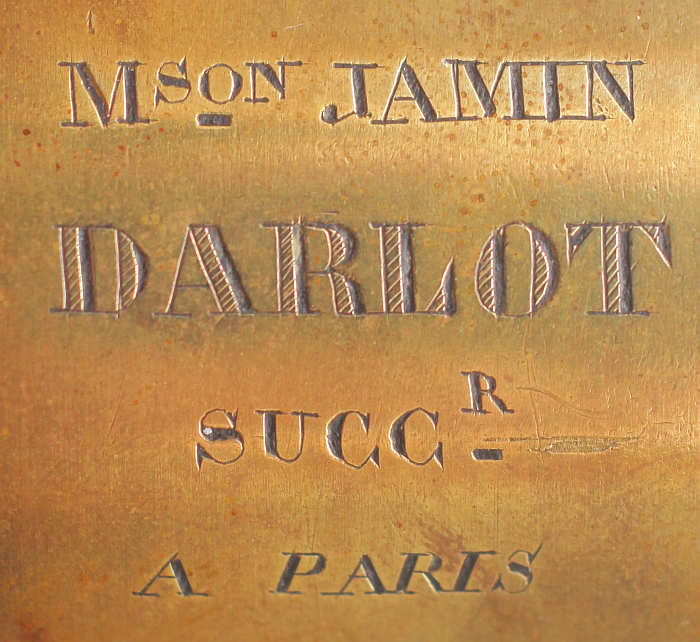 MSON JAMIN
DARLOT
SUCCR
A PARIS